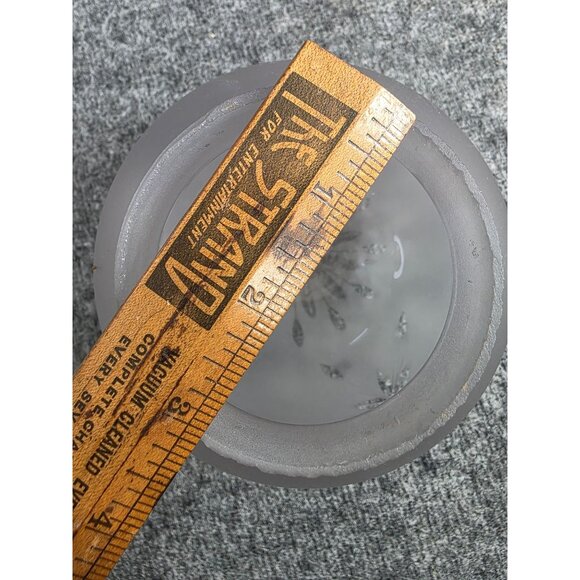 THE STRAND
FOR ENTERTAINMENT
1
2
3
4
VACUUM CLEANED
COMPLETE
EVERY